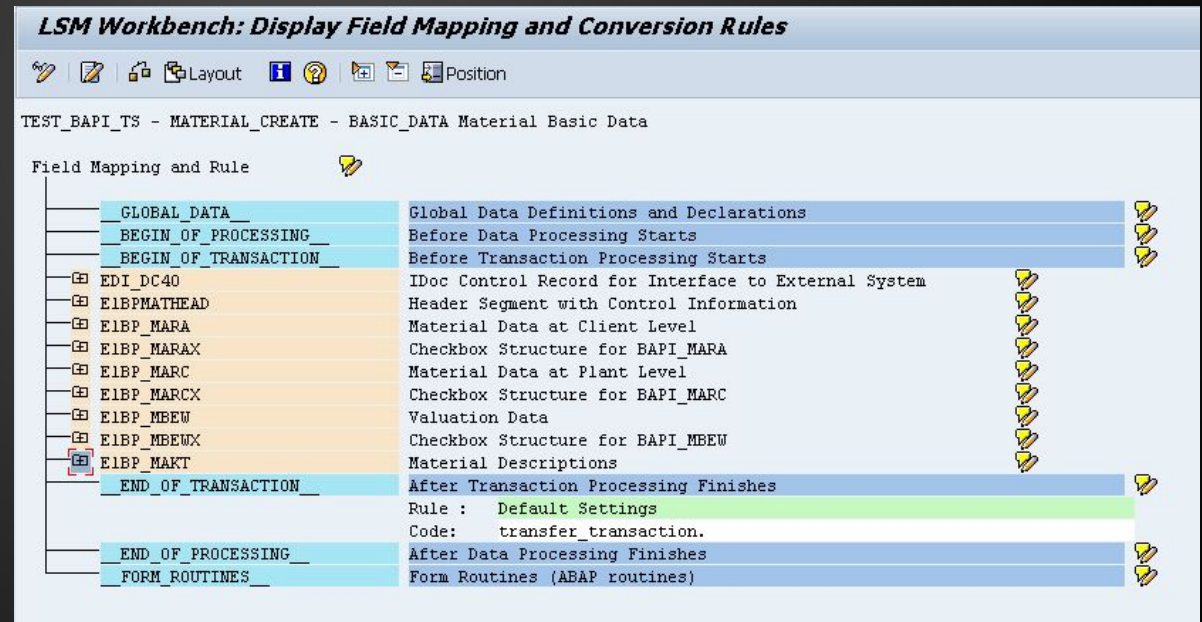 LSM Workbench: Display Field Mapping and Conversion Rules
Layout Position
TEST_BAPI_TS - MATERIAL_CREATE - BASIC_DATA Material Basic Data
Field Mapping and Rule
__GLOBAL_DATA__ Global Data Definitions and Declarations
__BEGIN_OF_PROCESSING__ Before Data Processing Starts
__BEGIN_OF_TRANSACTION__ Before Transaction Processing Starts
EDI_DC40 IDoc Control Record for Interface to External System
E1BPMATHEAD Header Segment with Control Information
E1BP_MARA Material Data at Client Level
E1BP_MARAX Checkbox Structure for BAPI_MARA
E1BP_MARC Material Data at Plant Level
E1BP_MARCX Checkbox Structure for BAPI_MARC
E1BP_MBEW Valuation Data
E1BP_MBEWX Checkbox Structure for BAPI_MBEW
E1BP_MAKT Material Descriptions
__END_OF_TRANSACTION__ After Transaction Processing Finishes
Rule : Default Settings
Code: transfer_transaction.
__END_OF_PROCESSING__ After Data Processing Finishes
__FORM_ROUTINES__ Form Routines (ABAP routines)